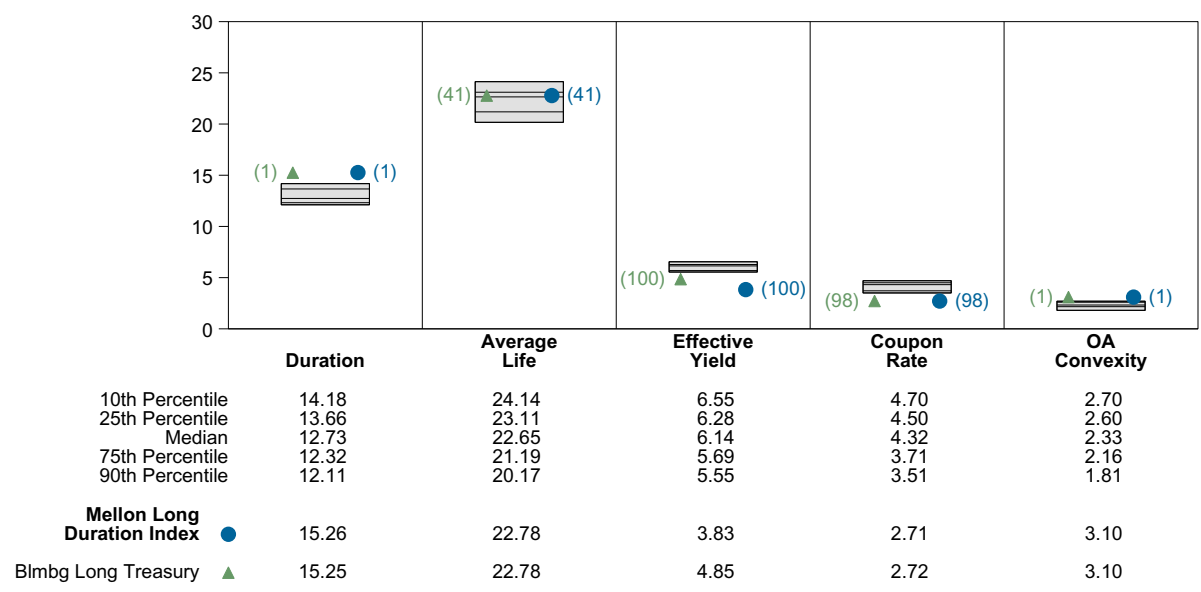 30
25
20
15
10
5
0
(1) (1)
(41) (41)
(100) (100)
(98) (98)
(1) (1)
Duration
Average
Life
Effective
Yield
Coupon
Rate
OA
Convexity
10th Percentile 14.18 24.14 6.55 4.70 2.70
25th Percentile 13.66 23.11 6.28 4.50 2.60
Median 12.73 22.65 6.14 4.32 2.33
75th Percentile 12.32 21.19 5.69 3.71 2.16
90th Percentile 12.11 20.17 5.55 3.51 1.81
Mellon Long
Duration Index 15.26 22.78 3.83 2.71 3.10
Blmbg Long Treasury 15.25 22.78 4.85 2.72 3.10